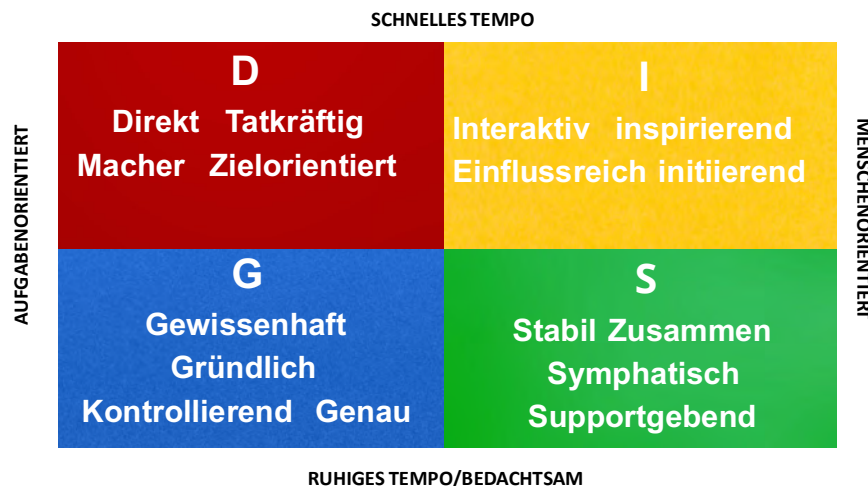 SCHNELLES TEMPO
AUFGABENORIENTIERT
D
Direkt Tatkräftig
Macher Zielorientiert
I
Interaktiv inspirierend
Einflussreich initiierend
MENSCHENORIENTIERT
G
Gewissenhaft
Gründlich
Kontrollierend Genau
S
Stabil Zusammen
Symphatisch
Supportgebend
RUHIGES TEMPO/BEDACHTSAM